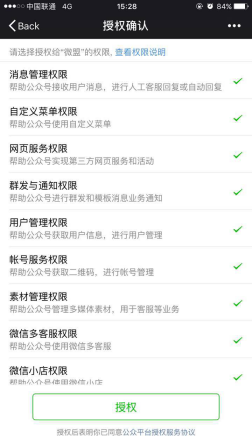 中国联通 4G 15:28 84%
Back 授权确认
请选择授权给“微盟”的权限, 查看权限说明
消息管理权限
帮助公众号接收用户消息，进行人工客服回复或自动回复
自定义菜单权限
帮助公众号使用自定义菜单
网页服务权限
帮助公众号实现第三方网页服务和活动
群发与通知权限
帮助公众号进行群发和模板消息业务通知
用户管理权限
帮助公众号获取用户信息，进行用户管理
帐号服务权限
帮助公众号获取二维码，进行帐号管理
素材管理权限
帮助公众号管理多媒体素材，用于客服等业务
微信多客服权限
帮助公众号使用微信多客服
微信小店权限
帮助公众号使用微信小店
授权
授权后表明你已同意公众平台授权服务协议